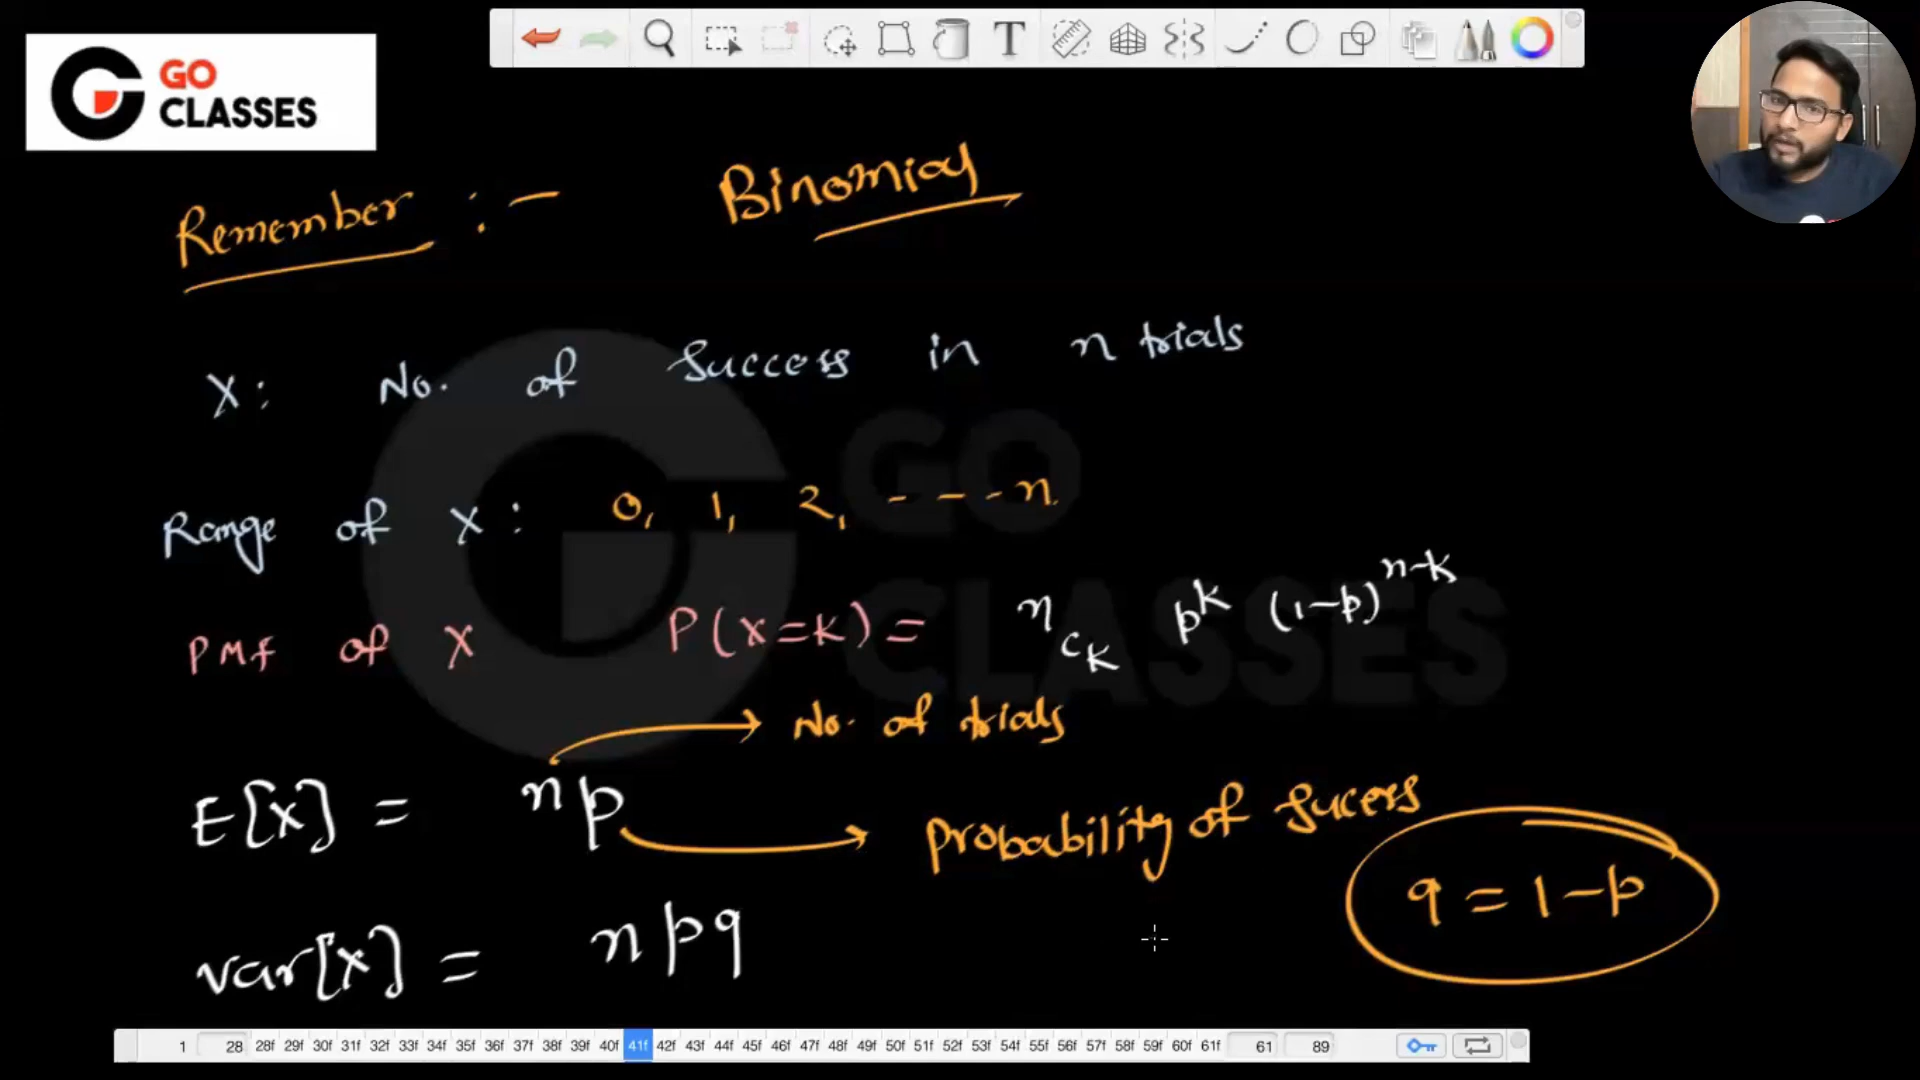 GO
CLASSES
Remember :- Binomial
X: No. of Success in n trials
Range of X: 0, 1, 2, - - - n
PMf of X P(X=K) = n c K p^k (1-p)^n-k
No. of trials
E[X] = np
Probability of Sucess
q = 1-p
var[X] = npq
1 28 28f 29f 30f 31f 32f 33f 34f 35f 36f 37f 38f 39f 40f 41f 42f 43f 44f 45f 46f 47f 48f 49f 50f 51f 52f 53f 54f 55f 56f 57f 58f 59f 60f 61f 61 89
GO
CLASSES